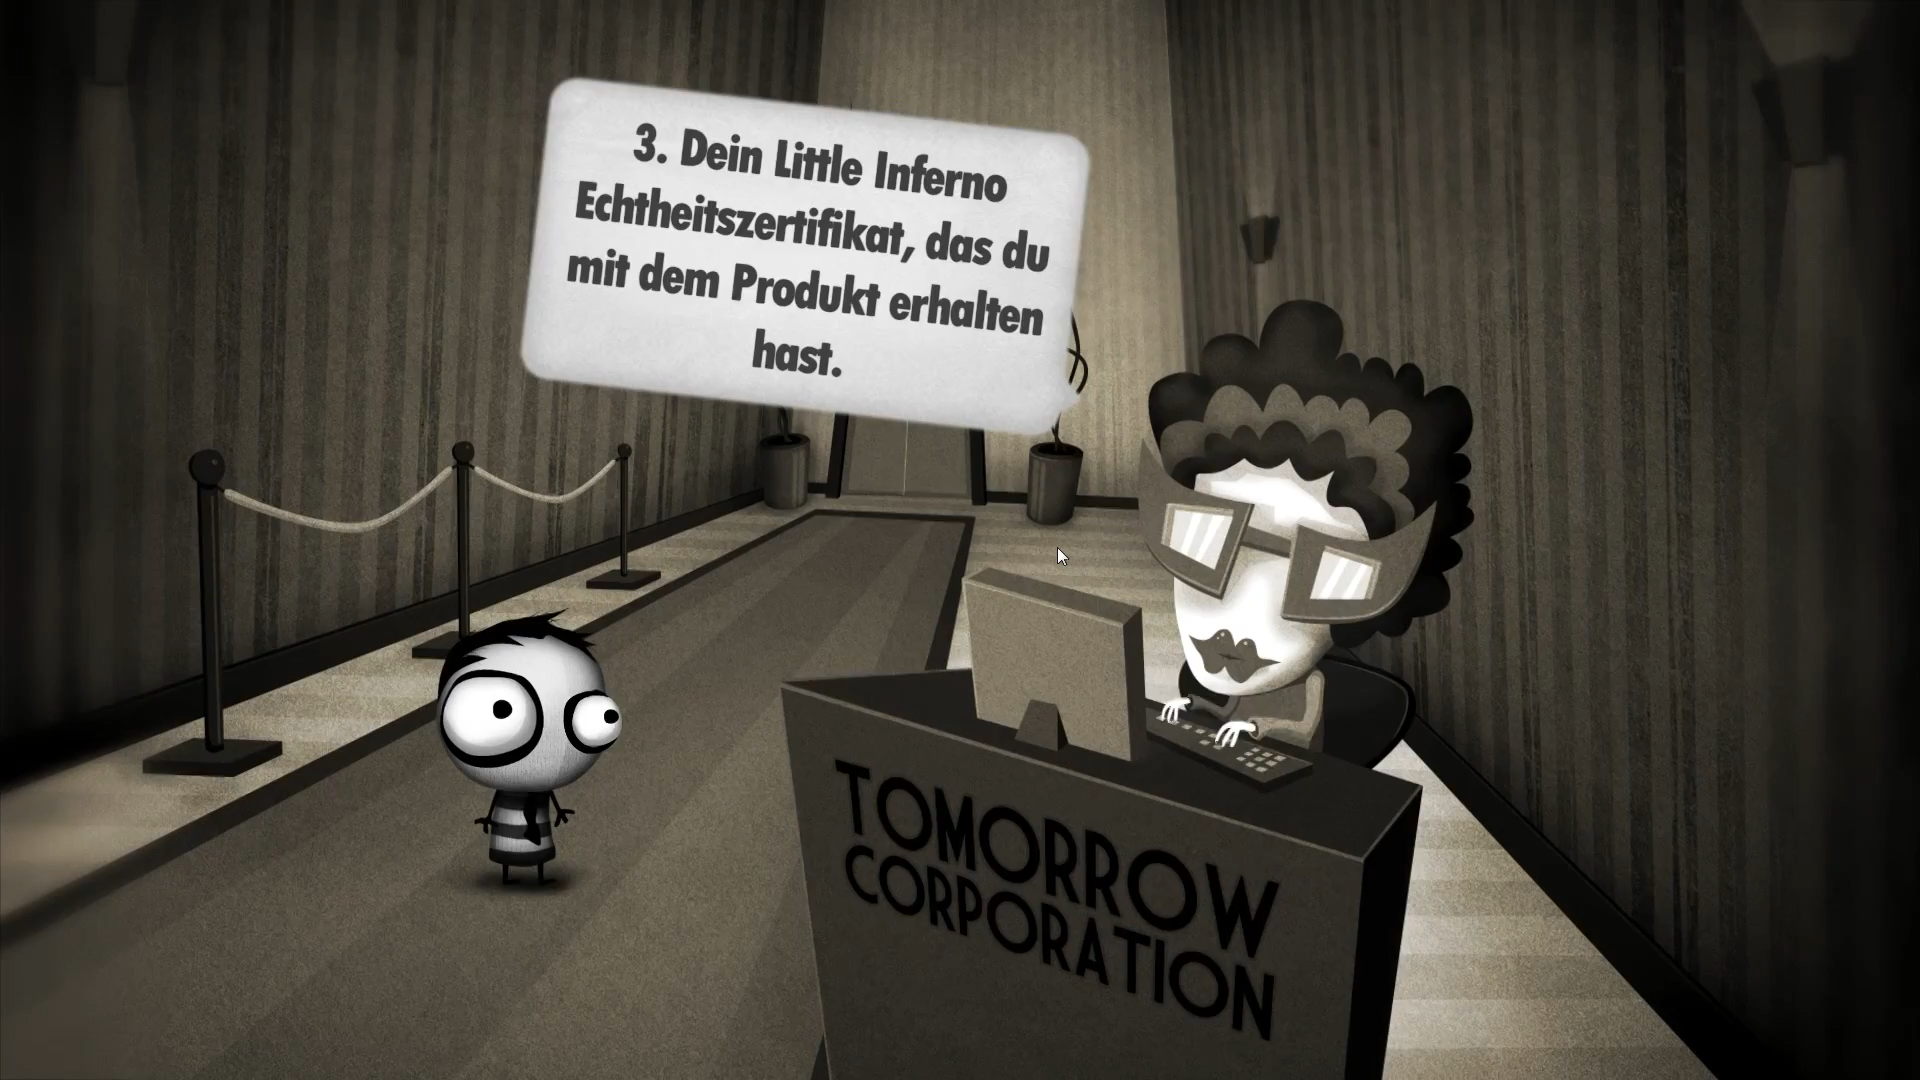 3. Dein Little Inferno
Echtheitszertifikat, das du
mit dem Produkt erhalten
hast.
TOMORROW
CORPORATION